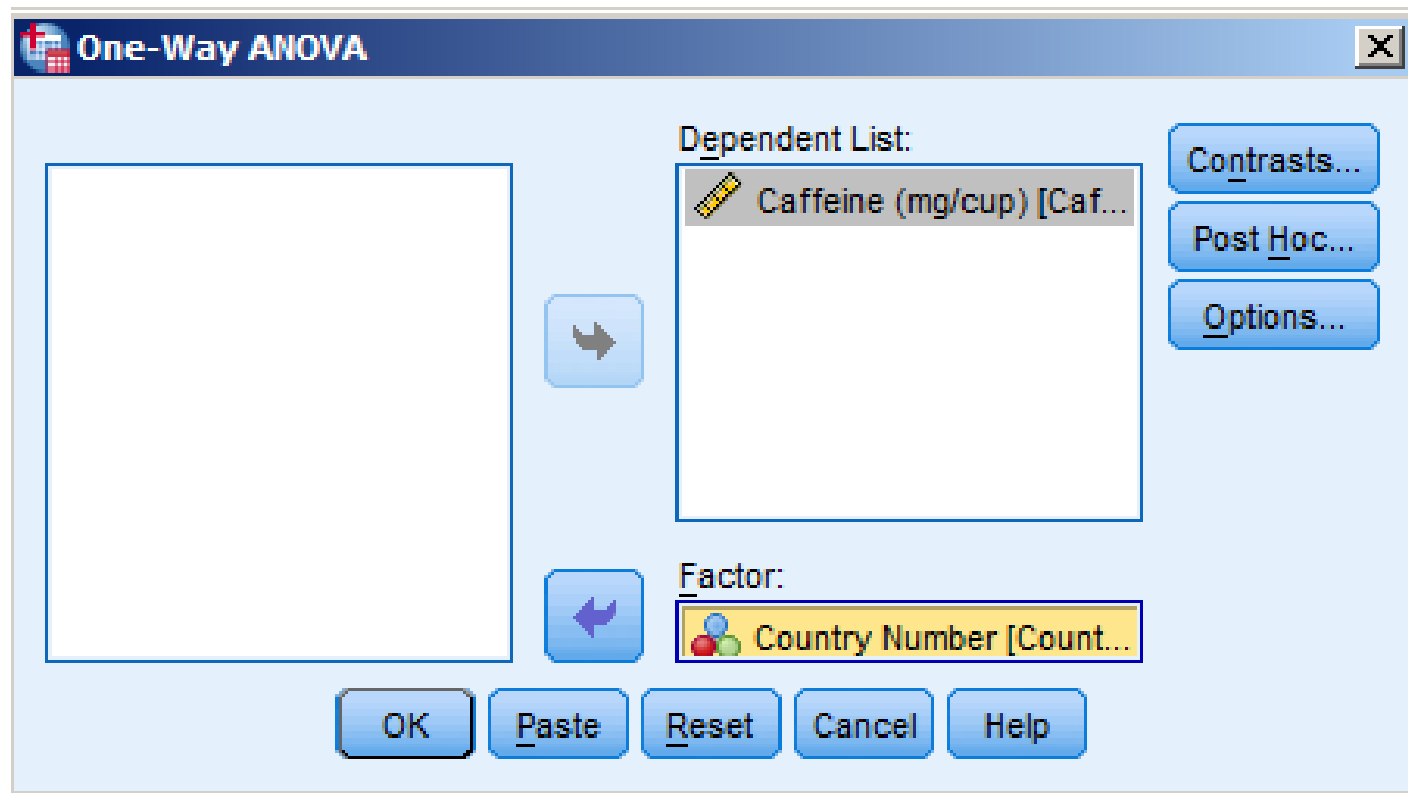 One-Way ANOVA
Dependent List:
Caffeine (mg/cup) [Caf...
Contrasts...
Post Hoc...
Options...
Factor:
Country Number [Count...
OK
Paste
Reset
Cancel
Help